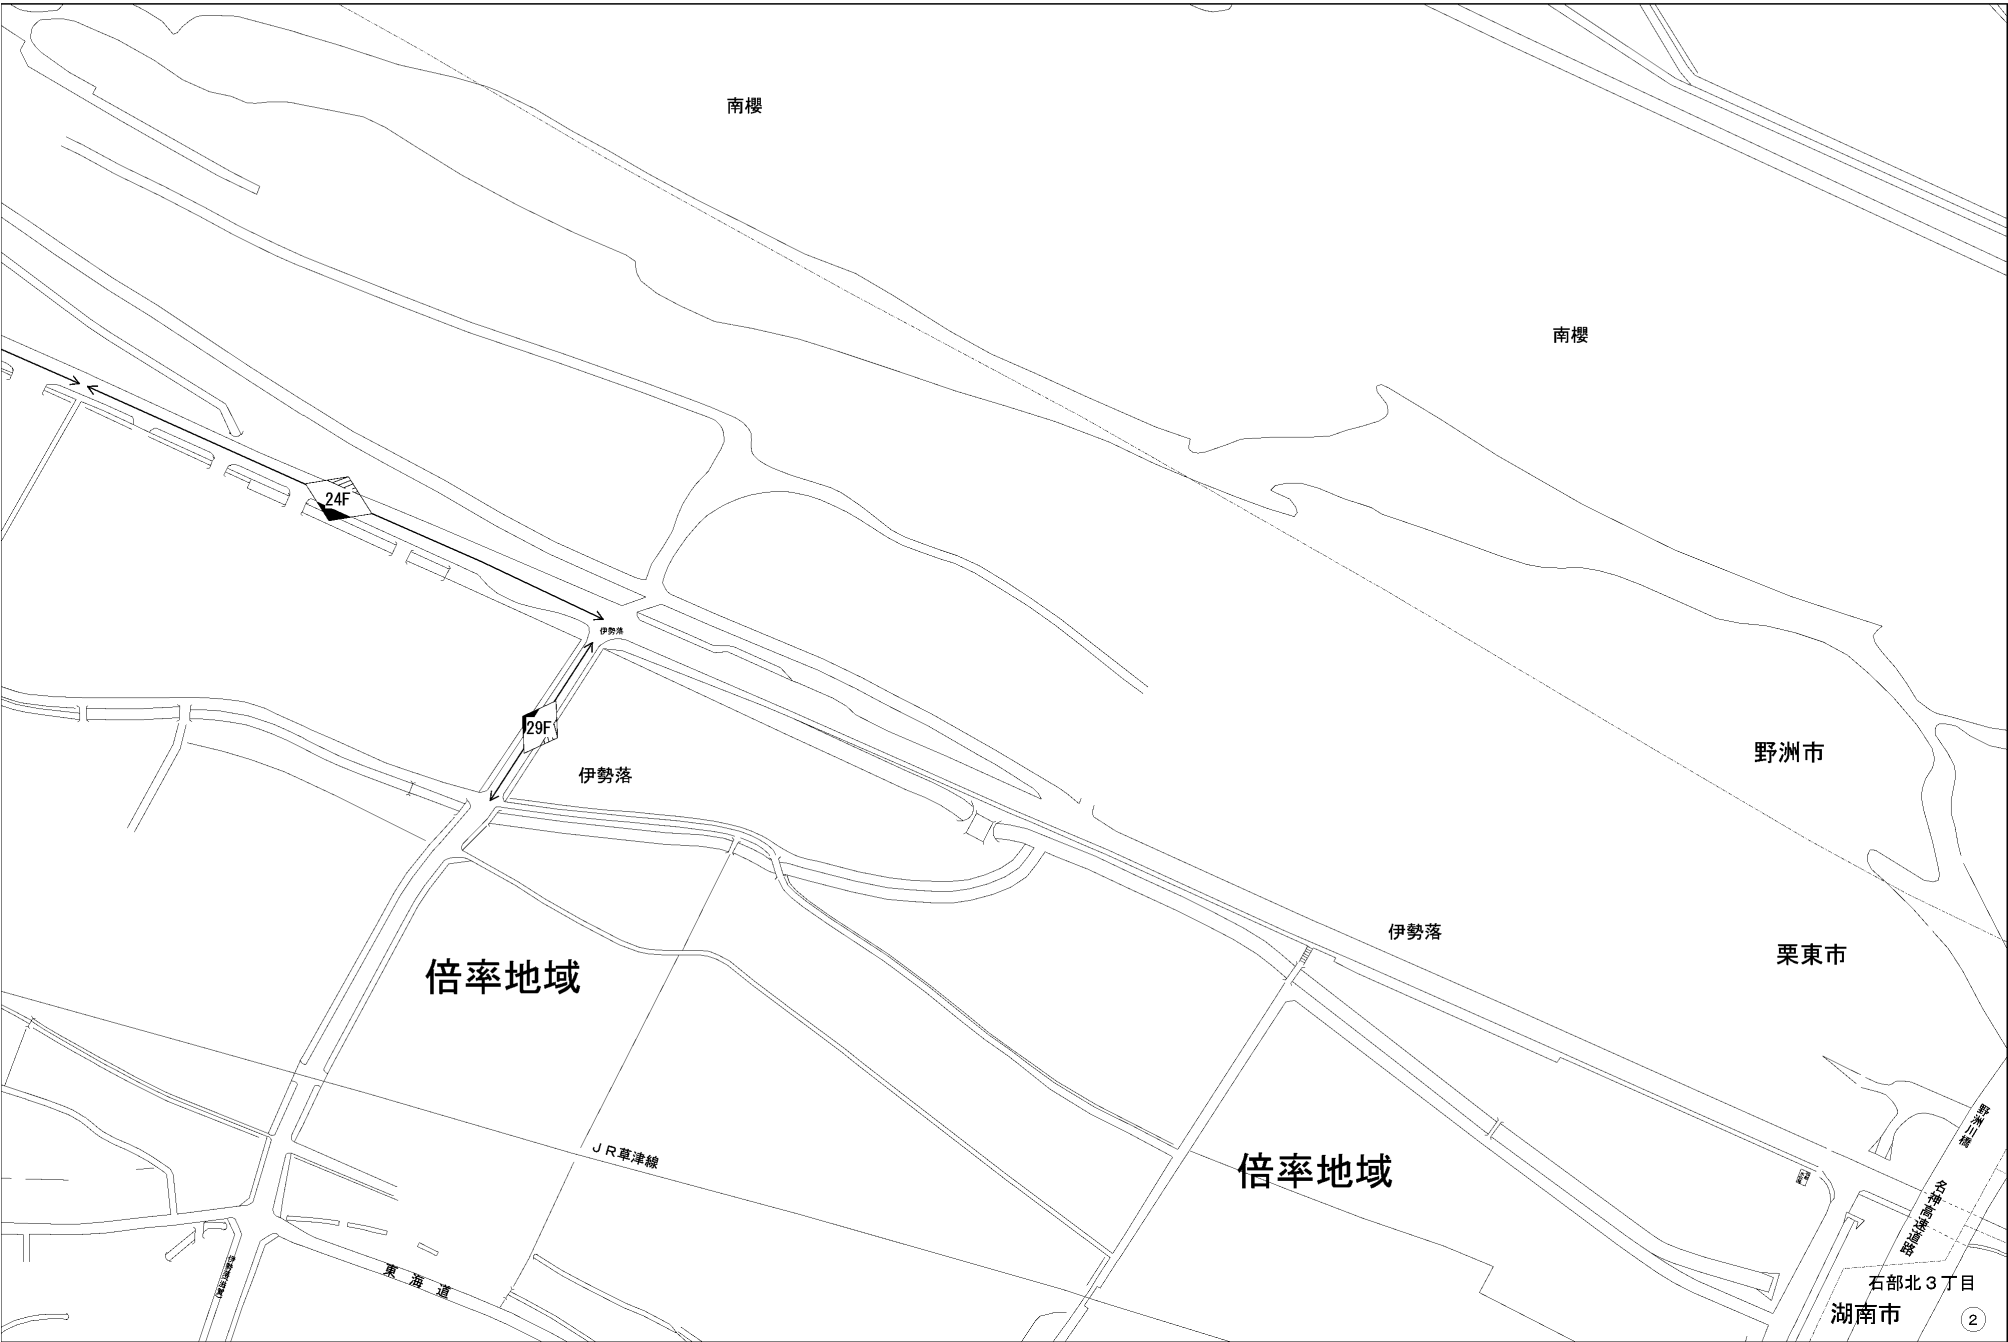 南櫻
南櫻
24F
伊勢落
29F
伊勢落
野洲市
伊勢落
栗東市
倍率地域
野洲川橋
JR草津線
倍率地域
名神高速道路
東海道
石部北3丁目
湖南市
2